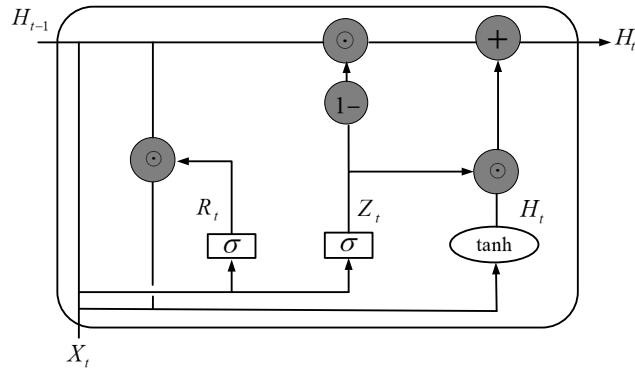 H_{t-1}
⊙
+
H_t
1−
⊙
⊙
R_t
Z_t
H_t
σ
σ
tanh
X_t